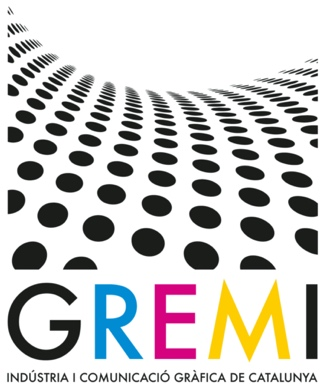 GREMI
INDÚSTRIA I COMUNICACIÓ GRÀFICA DE CATALUNYA